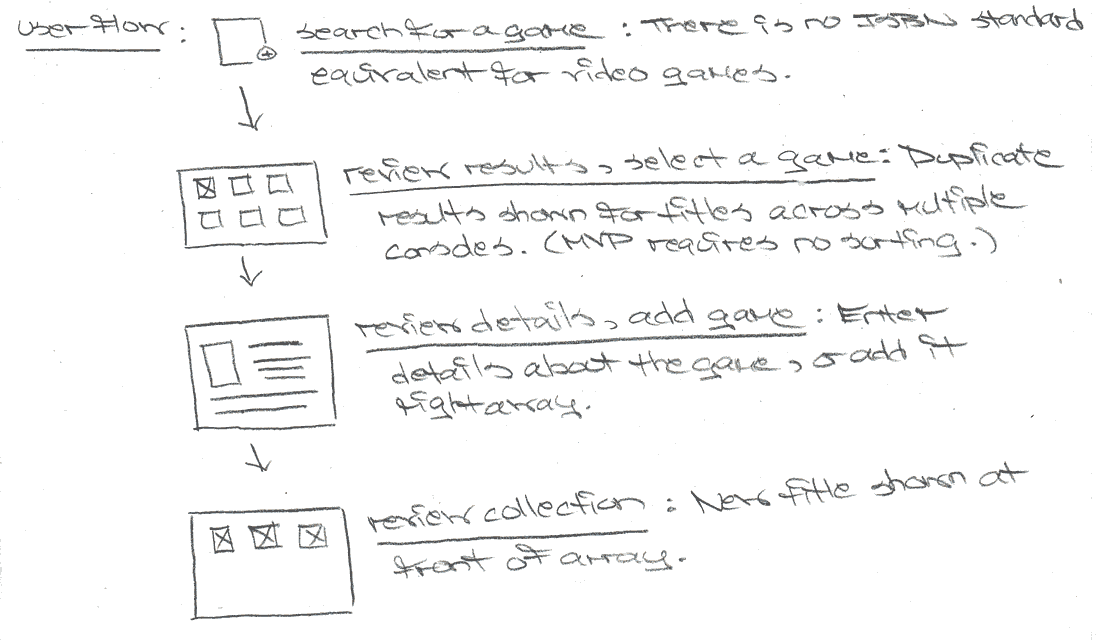 user flow: search for a game: There is no ISBN standard
equivalent for video games.
review results, select a game: Duplicate
results shown for titles across multiple
consoles. (MVP requires no sorting.)
review details, add game: Enter
details about the game, or add it
right array.
review collection: New title shown at
front of array.